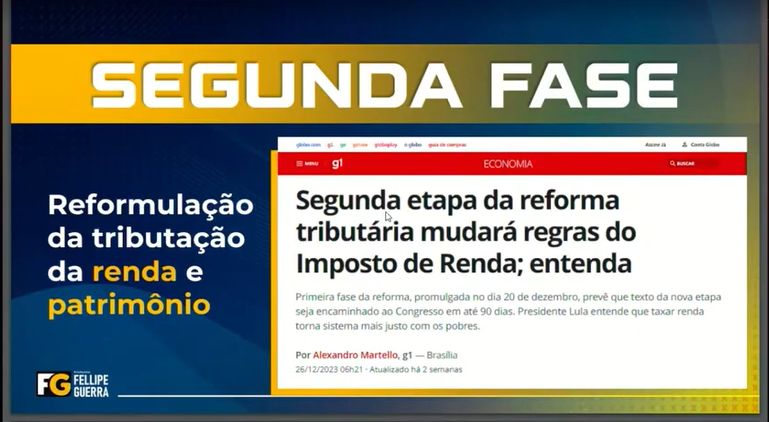 SEGUNDA FASE
Reformulação
da tributação
da renda e
patrimônio
globo.com g1 ge gshow globoplay o globo guia de compras
Assine Já Conta Globo
MENU g1 ECONOMIA BUSCAR
Segunda etapa da reforma
tributária mudará regras do
Imposto de Renda; entenda
Primeira fase da reforma, promulgada no dia 20 de dezembro, prevê que texto da nova etapa
seja encaminhado ao Congresso em até 90 dias. Presidente Lula entende que taxar renda
torna sistema mais justo com os pobres.
Por Alexandro Martello, g1 — Brasília
26/12/2023 06h21 · Atualizado há 2 semanas
FG FELLIPE
GUERRA